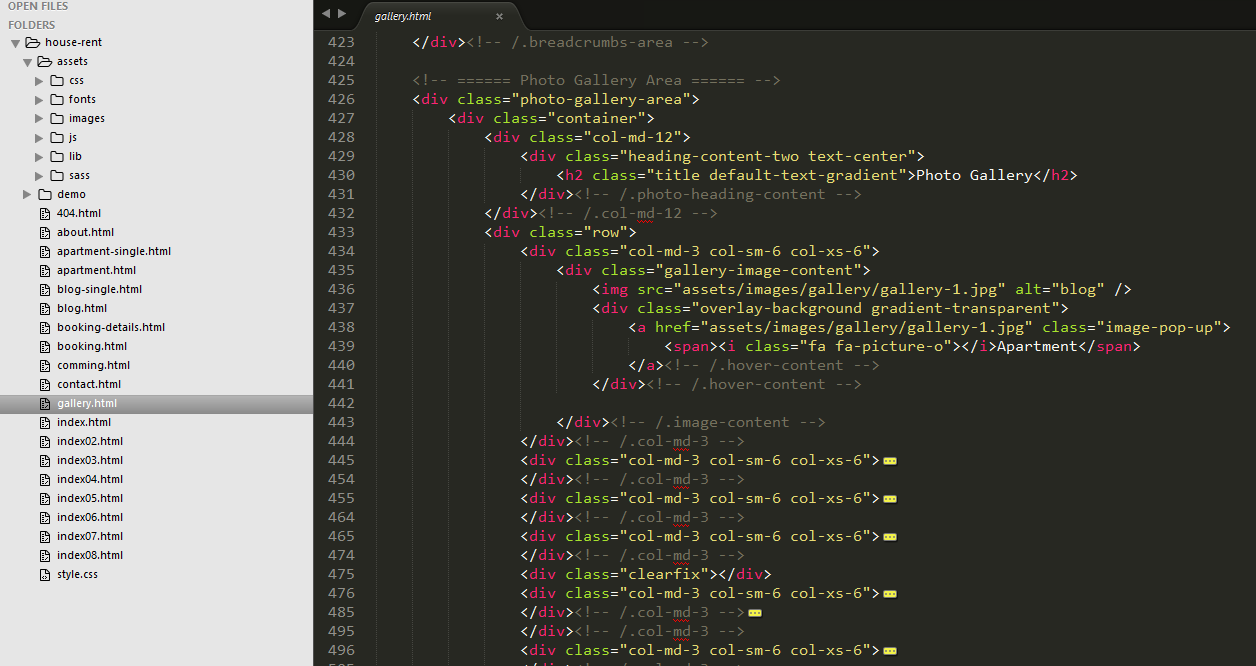 OPEN FILES
FOLDERS
house-rent
assets
css
fonts
images
js
lib
sass
demo
404.html
about.html
apartment-single.html
apartment.html
blog-single.html
blog.html
booking-details.html
booking.html
comming.html
contact.html
gallery.html
index.html
index02.html
index03.html
index04.html
index05.html
index06.html
index07.html
index08.html
style.css
gallery.html ×
423 </div><!-- /.breadcrumbs-area -->
424
425 <!-- ====== Photo Gallery Area ====== -->
426 <div class="photo-gallery-area">
427 <div class="container">
428 <div class="col-md-12">
429 <div class="heading-content-two text-center">
430 <h2 class="title default-text-gradient">Photo Gallery</h2>
431 </div><!-- /.photo-heading-content -->
432 </div><!-- /.col-md-12 -->
433 <div class="row">
434 <div class="col-md-3 col-sm-6 col-xs-6">
435 <div class="gallery-image-content">
436 <img src="assets/images/gallery/gallery-1.jpg" alt="blog" />
437 <div class="overlay-background gradient-transparent">
438 <a href="assets/images/gallery/gallery-1.jpg" class="image-pop-up">
439 <span><i class="fa fa-picture-o"></i>Apartment</span>
440 </a><!-- /.hover-content -->
441 </div><!-- /.hover-content -->
442
443 </div><!-- /.image-content -->
444 </div><!-- /.col-md-3 -->
445 <div class="col-md-3 col-sm-6 col-xs-6">
454 </div><!-- /.col-md-3 -->
455 <div class="col-md-3 col-sm-6 col-xs-6">
464 </div><!-- /.col-md-3 -->
465 <div class="col-md-3 col-sm-6 col-xs-6">
474 </div><!-- /.col-md-3 -->
475 <div class="clearfix"></div>
476 <div class="col-md-3 col-sm-6 col-xs-6">
485 </div><!-- /.col-md-3 -->
495 </div><!-- /.col-md-3 -->
496 <div class="col-md-3 col-sm-6 col-xs-6">